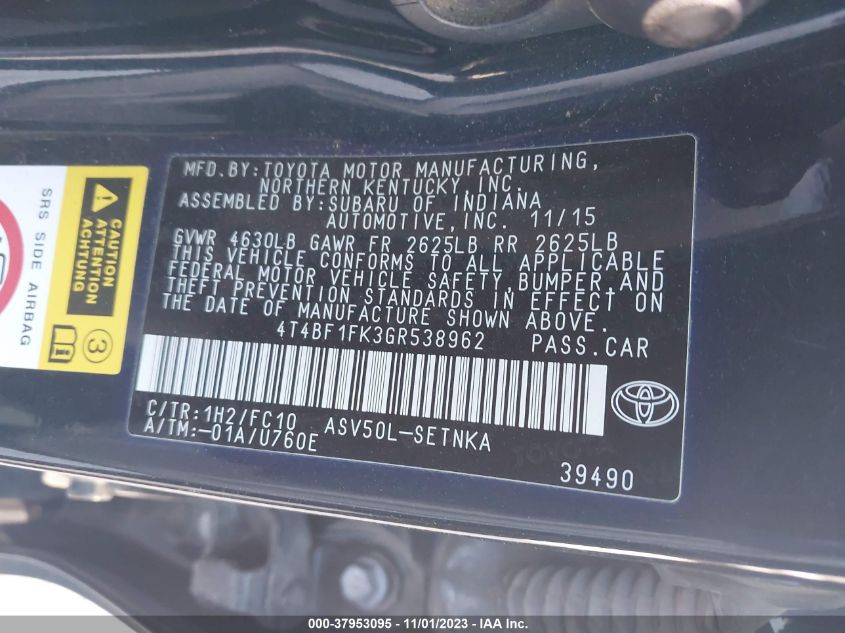 MFD.BY:TOYOTA MOTOR MANUFACTURING,
NORTHERN KENTUCKY,INC.
ASSEMBLED BY:SUBARU OF INDIANA
AUTOMOTIVE,INC. 11/15
GVWR 4630LB GAWR FR 2625LB RR 2625LB
THIS VEHICLE CONFORMS TO ALL APPLICABLE
FEDERAL MOTOR VEHICLE SAFETY,BUMPER,AND
THEFT PREVENTION STANDARDS IN EFFECT ON
THE DATE OF MANUFACTURE SHOWN ABOVE.
4T4BF1FK3GR538962 PASS.CAR
C/TR:1H2/FC10 ASV50L-SETNKA
A/TM:-01A/U760E
39490
SRS SIDE AIRBAG
CAUTION
ATTENTION
ACHTUNG
3
000-37953095 - 11/01/2023 - IAA Inc.